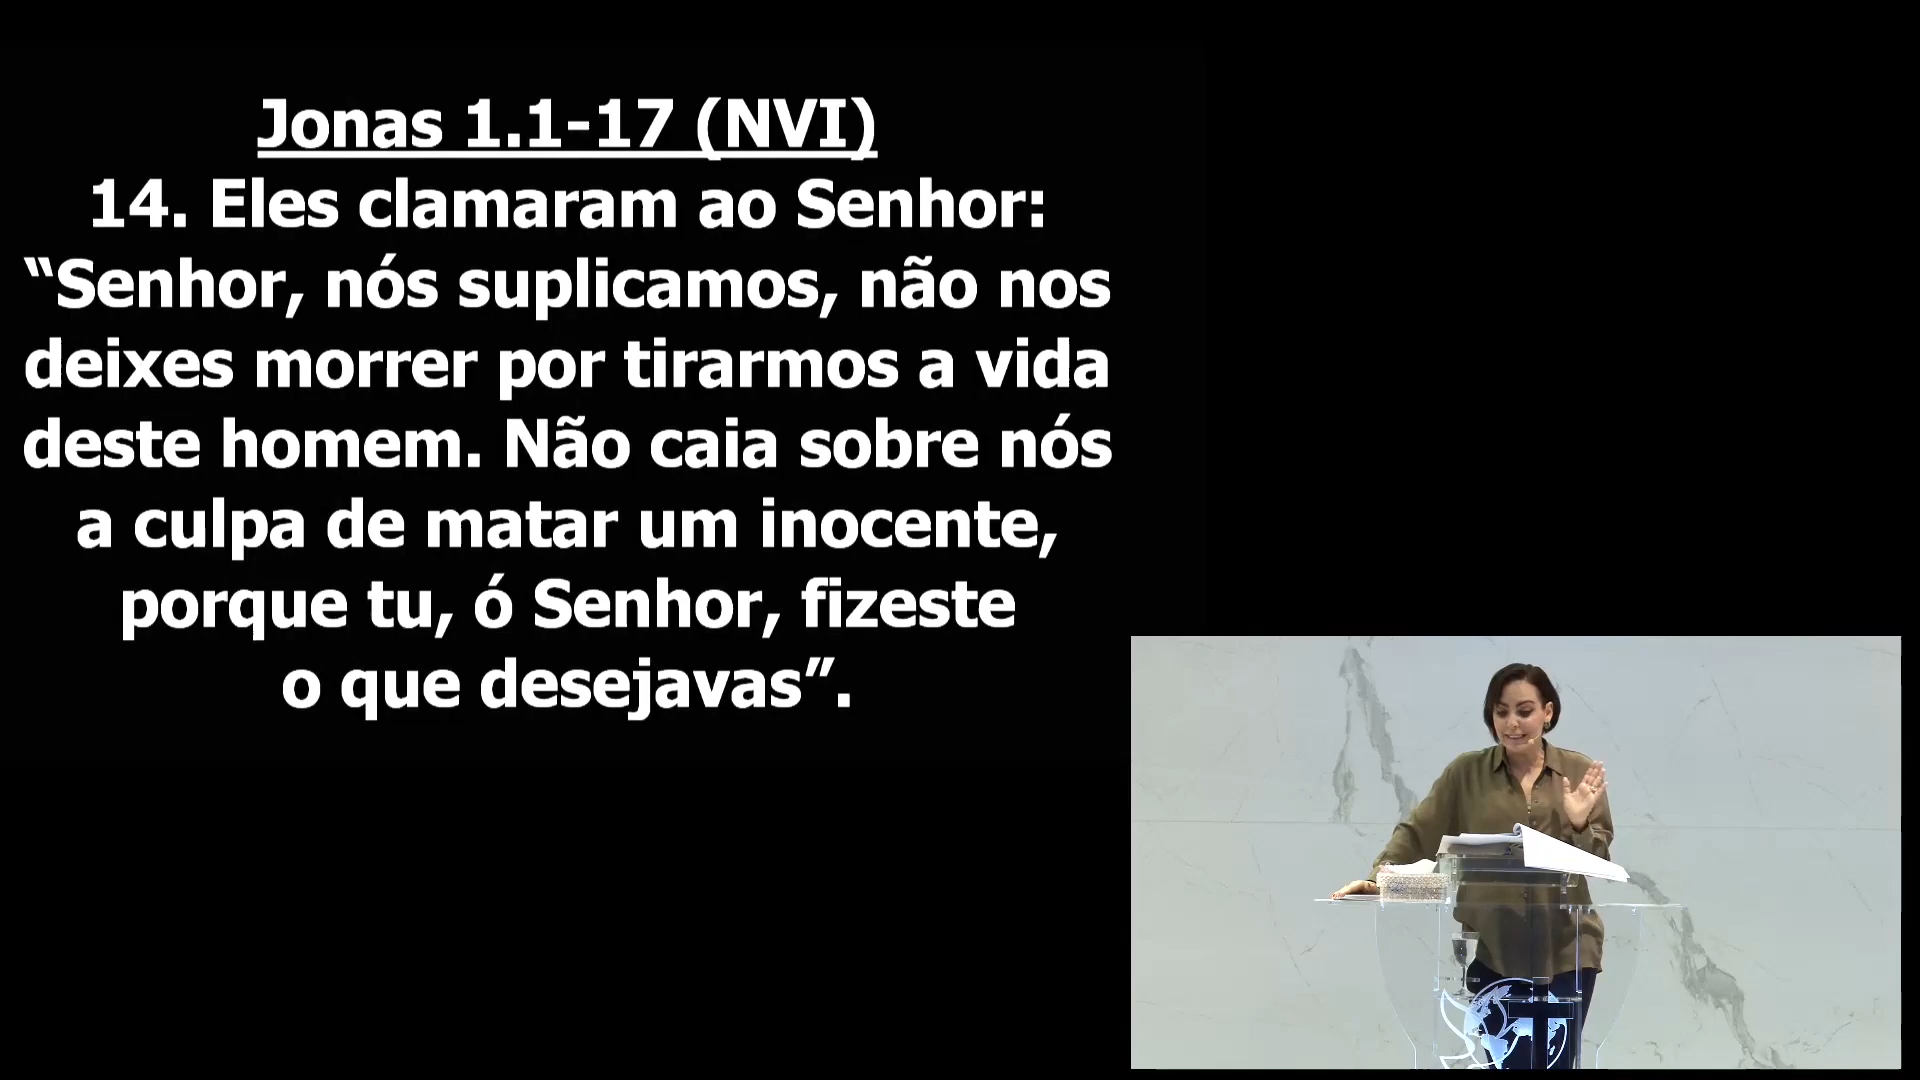 Jonas 1.1-17 (NVI)
14. Eles clamaram ao Senhor:
“Senhor, nós suplicamos, não nos
deixes morrer por tirarmos a vida
deste homem. Não caia sobre nós
a culpa de matar um inocente,
porque tu, ó Senhor, fizeste
o que desejavas”.